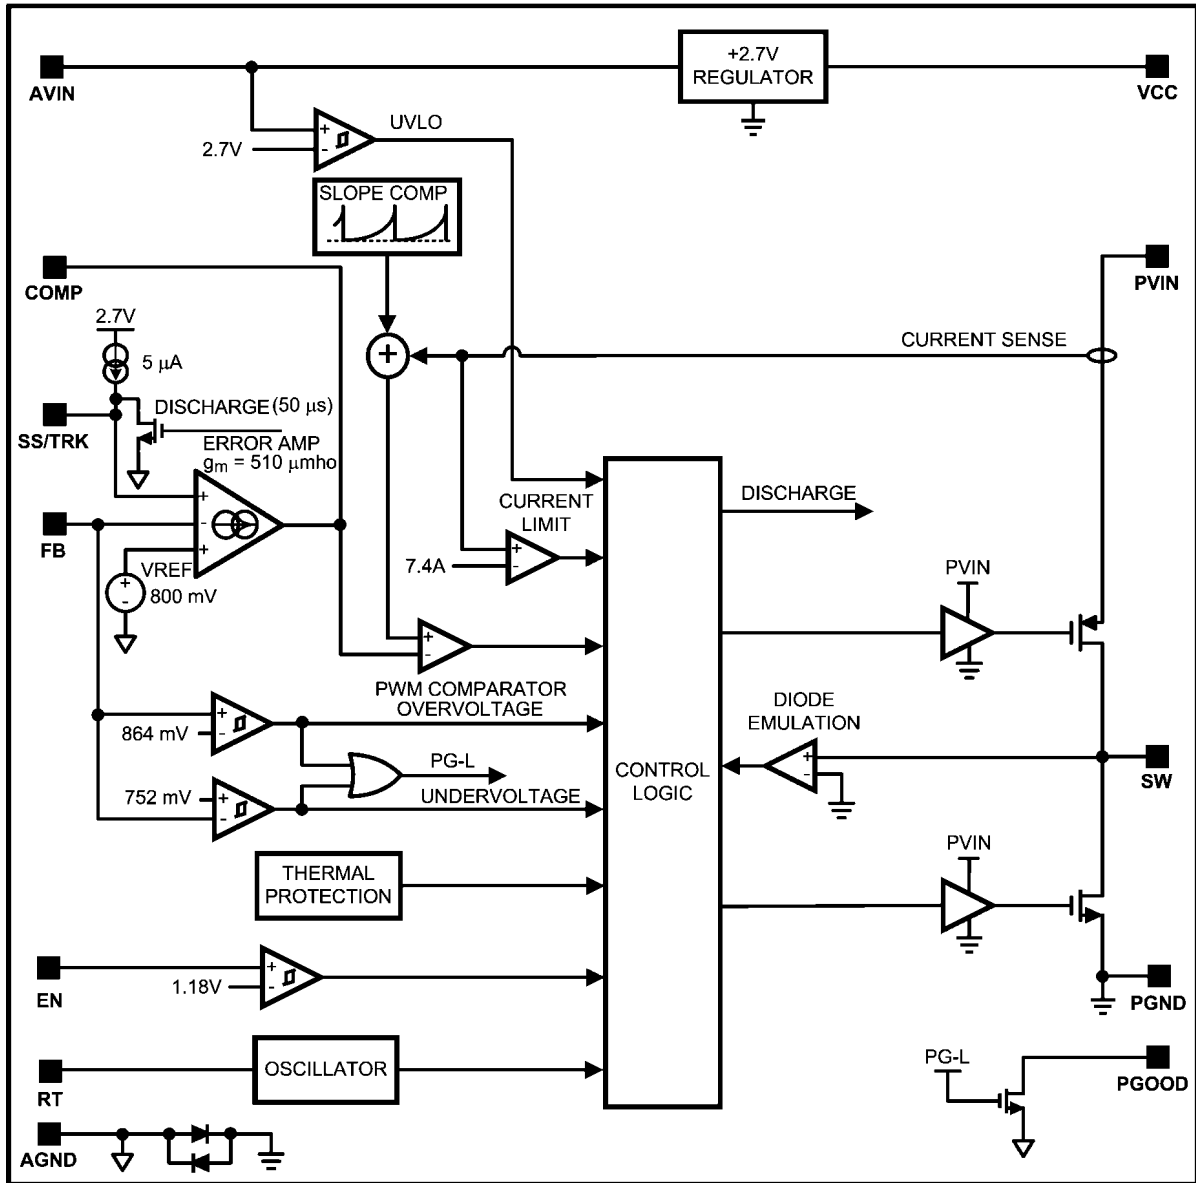 +2.7V
REGULATOR
AVIN
VCC
UVLO
+
2.7V
-
SLOPE COMP
COMP
PVIN
2.7V
CURRENT SENSE
+
5 μA
DISCHARGE (50 μs)
SS/TRK
ERROR AMP
gm = 510 μmho
+
FB
-
+
VREF
800 mV
+
-
CURRENT
LIMIT
+
7.4A
-
DISCHARGE
PVIN
+
-
PWM COMPARATOR
OVERVOLTAGE
+
864 mV
-
PG-L
752 mV
+
-
UNDERVOLTAGE
CONTROL
LOGIC
DIODE
EMULATION
+
-
SW
PVIN
THERMAL
PROTECTION
EN
+
1.18V
-
PGND
RT
OSCILLATOR
PG-L
PGOOD
AGND